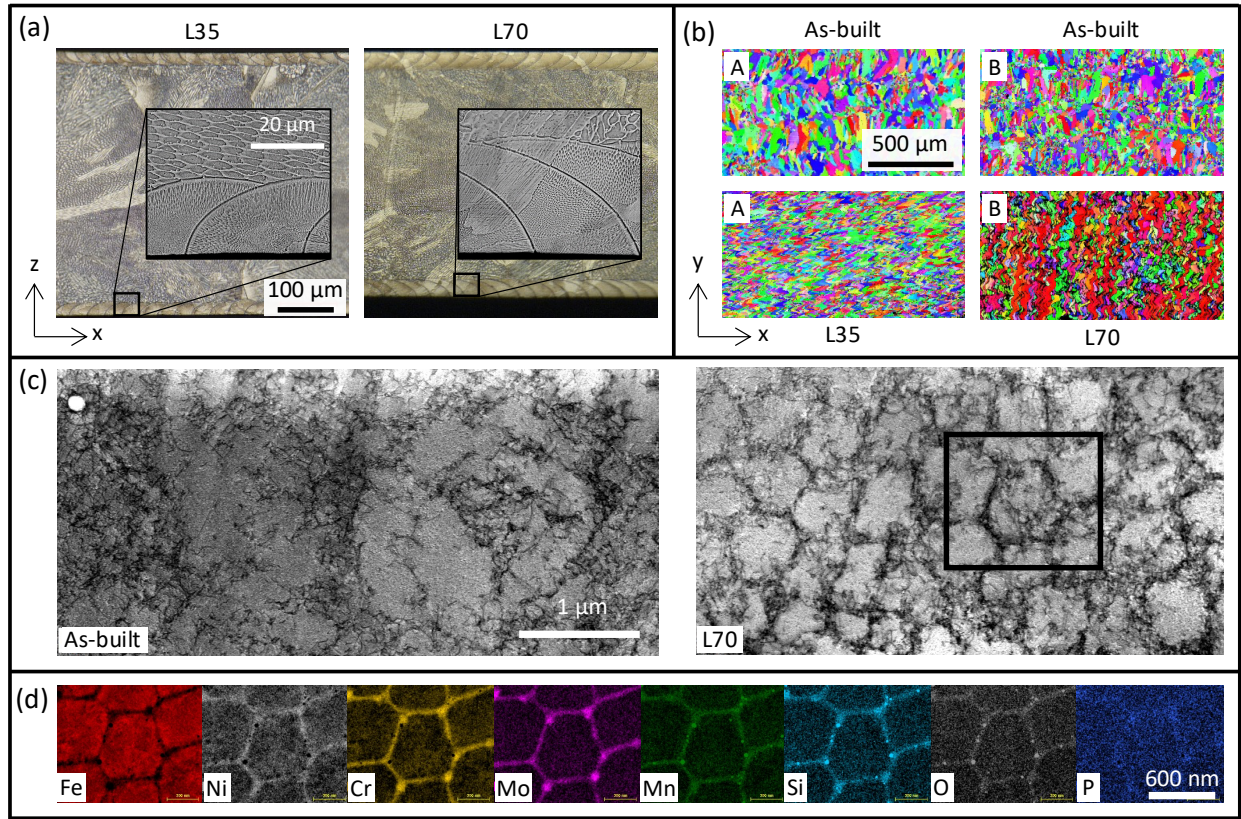 (a)
L35
L70
20 µm
100 µm
z
x
(b)
As-built
As-built
A
B
500 µm
A
B
y
x
L35
L70
(c)
1 µm
As-built
L70
(d)
Fe
Ni
Cr
Mo
Mn
Si
O
P
600 nm